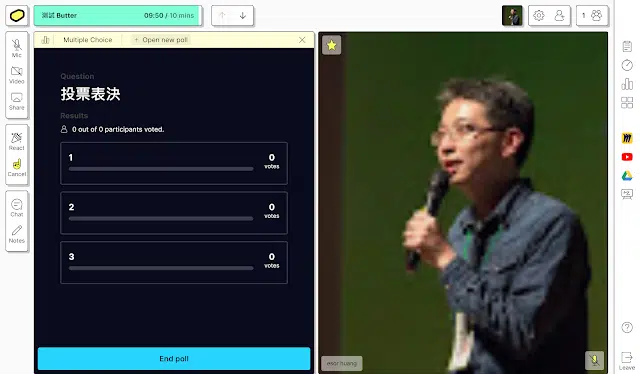 測試 Butter
09:50 / 10 mins
1
Multiple Choice
+ Open new poll
Mic
Video
Share
React
Cancel
Chat
Notes
Question
投票表決
Results
0 out of 0 participants voted.
1
0
votes
2
0
votes
3
0
votes
End poll
esor huang
Leave